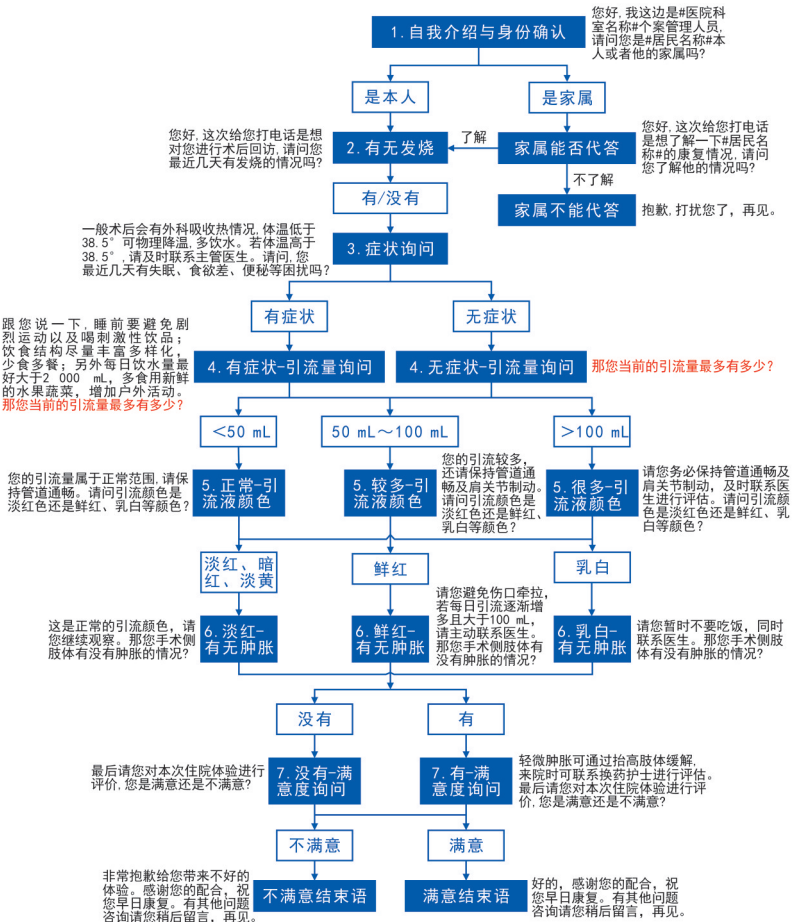 您好,我这边是#医院科
室名称#个案管理人员,
请问您是#居民名称#本
人或者他的家属吗?
1.自我介绍与身份确认
是本人
是家属
您好,这次给您打电话是想
对您进行术后回访,请问您
最近几天有发烧的情况吗?
2.有无发烧
了解
家属能否代答
您好,这次给您打电话
是想了解一下#居民名
称#的康复情况,请问
您了解他的情况吗?
不了解
有/没有
家属不能代答
抱歉,打扰您了，再见。
一般术后会有外科吸收热情况,体温低于
38.5°可物理降温,多饮水。若体温高于
38.5°,请及时联系主管医生。请问,您
最近几天有失眠、食欲差、便秘等困扰吗?
3.症状询问
有症状
无症状
跟您说一下,睡前要避免剧
烈运动以及喝刺激性饮品;
饮食结构尽量丰富多样化,
少食多餐;另外每日饮水量最
好大于2 000 mL,多食用新鲜
的水果蔬菜,增加户外活动。
那您当前的引流量最多有多少?
4.有症状-引流量询问
4.无症状-引流量询问
那您当前的引流量最多有多少?
<50 mL
50 mL～100 mL
>100 mL
您的引流量属于正常范围,请保
持管道通畅。请问引流颜色是
淡红色还是鲜红、乳白等颜色?
5.正常-引
流液颜色
5.较多-引
流液颜色
您的引流较多,
还请保持管道通
畅及肩关节制动。
请问引流颜色是
淡红色还是鲜红、
乳白等颜色?
5.很多-引
流液颜色
请您务必保持管道通畅及
肩关节制动,及时联系医
生进行评估。请问引流颜
色是淡红色还是鲜红、乳
白等颜色?
淡红、暗
红、淡黄
鲜红
乳白
这是正常的引流颜色，请
您继续观察。那您手术侧
肢体有没有肿胀的情况?
6.淡红-
有无肿胀
6.鲜红-
有无肿胀
请您避免伤口牵拉,
若每日引流逐渐增
多且大于100 mL,
请主动联系医生。
那您手术侧肢体有
没有肿胀的情况?
6.乳白-
有无肿胀
请您暂时不要吃饭，同时
联系医生。那您手术侧肢
体有没有肿胀的情况?
没有
有
最后请您对本次住院体验进行
评价,您是满意还是不满意?
7.没有-满
意度询问
7.有-满
意度询问
轻微肿胀可通过抬高肢体缓解,
来院时可联系换药护士进行评估。
最后请您对本次住院体验进行评
价,您是满意还是不满意?
不满意
满意
非常抱歉给您带来不好的
体验。感谢您的配合，祝
您早日康复。有其他问题
咨询请您稍后留言，再见。
不满意结束语
满意结束语
好的，感谢您的配合，祝
您早日康复。有其他问题
咨询请您稍后留言，再见。